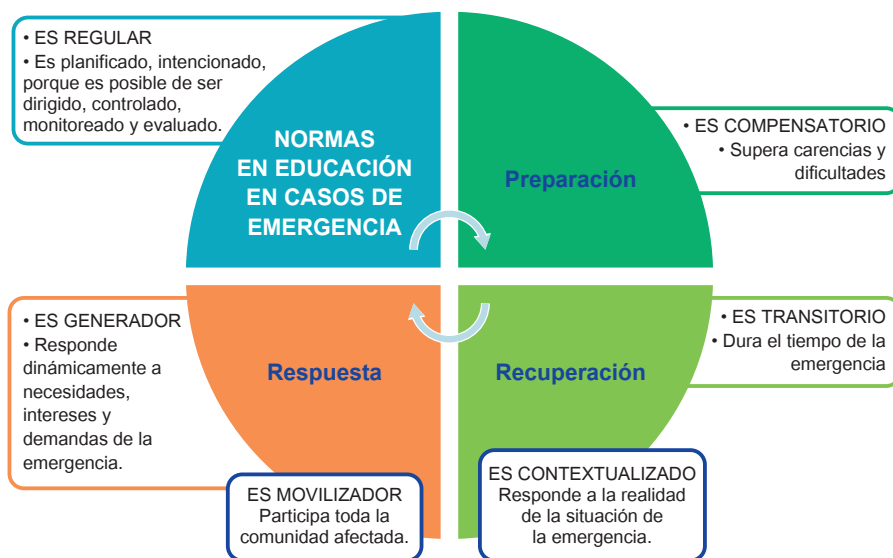 • ES REGULAR
• Es planificado, intencionado,
porque es posible de ser
dirigido, controlado,
monitoreado y evaluado.
NORMAS
EN EDUCACIÓN
EN CASOS DE
EMERGENCIA
Preparación
• ES COMPENSATORIO
• Supera carencias y
dificultades
• ES GENERADOR
• Responde
dinámicamente a
necesidades,
intereses y
demandas de la
emergencia.
Respuesta
Recuperación
• ES TRANSITORIO
• Dura el tiempo de la
emergencia
ES MOVILIZADOR
Participa toda la
comunidad afectada.
ES CONTEXTUALIZADO
Responde a la realidad
de la situación de
la emergencia.